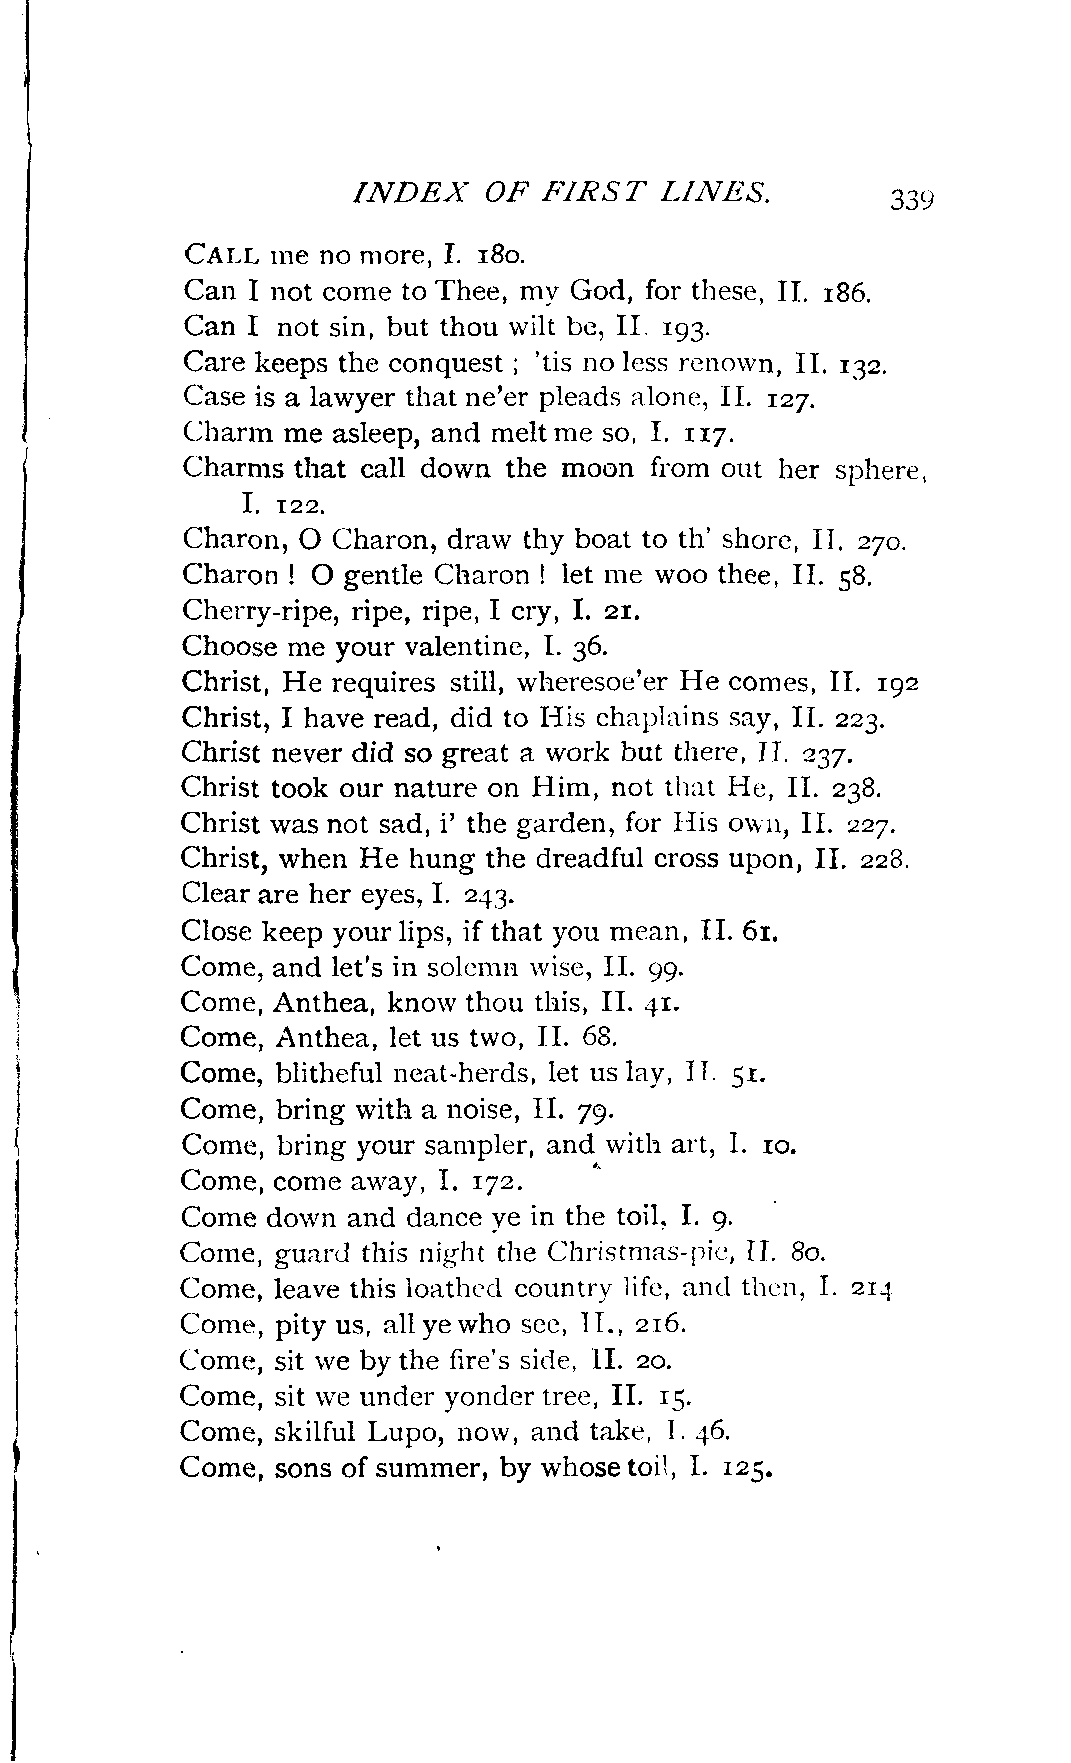 INDEX OF FIRST LINES. 339
CALL me no more, I. 180.
Can I not come to Thee, my God, for these, II. 186.
Can I not sin, but thou wilt be, II. 193.
Care keeps the conquest ; 'tis no less renown, II. 132.
Case is a lawyer that ne'er pleads alone, II. 127.
Charm me asleep, and melt me so, I. 117.
Charms that call down the moon from out her sphere,
I. 122.
Charon, O Charon, draw thy boat to th' shore, II. 270.
Charon ! O gentle Charon ! let me woo thee, II. 58.
Cherry-ripe, ripe, ripe, I cry, I. 21.
Choose me your valentine, I. 36.
Christ, He requires still, wheresoe'er He comes, II. 192
Christ, I have read, did to His chaplains say, II. 223.
Christ never did so great a work but there, II. 237.
Christ took our nature on Him, not that He, II. 238.
Christ was not sad, i' the garden, for His own, II. 227.
Christ, when He hung the dreadful cross upon, II. 228.
Clear are her eyes, I. 243.
Close keep your lips, if that you mean, II. 61.
Come, and let's in solemn wise, II. 99.
Come, Anthea, know thou this, II. 41.
Come, Anthea, let us two, II. 68.
Come, blitheful neat-herds, let us lay, II. 51.
Come, bring with a noise, II. 79.
Come, bring your sampler, and with art, I. 10.
Come, come away, I. 172.
Come down and dance ye in the toil, I. 9.
Come, guard this night the Christmas-pie, II. 80.
Come, leave this loathed country life, and then, I. 214
Come, pity us, all ye who see, II., 216.
Come, sit we by the fire's side, II. 20.
Come, sit we under yonder tree, II. 15.
Come, skilful Lupo, now, and take, I. 46.
Come, sons of summer, by whose toil, I. 125.